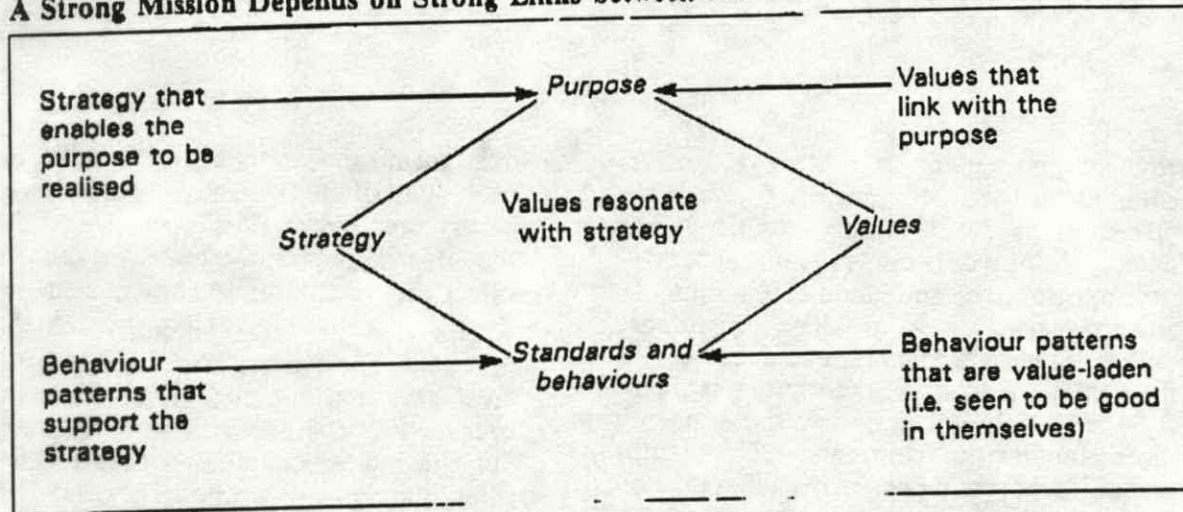 A Strong Mission Depends on Strong Links between
Strategy that
enables the
purpose to be
realised
Purpose
Values that
link with the
purpose
Strategy
Values resonate
with strategy
Values
Behaviour
patterns that
support the
strategy
Standards and
behaviours
Behaviour patterns
that are value-laden
(i.e. seen to be good
in themselves)